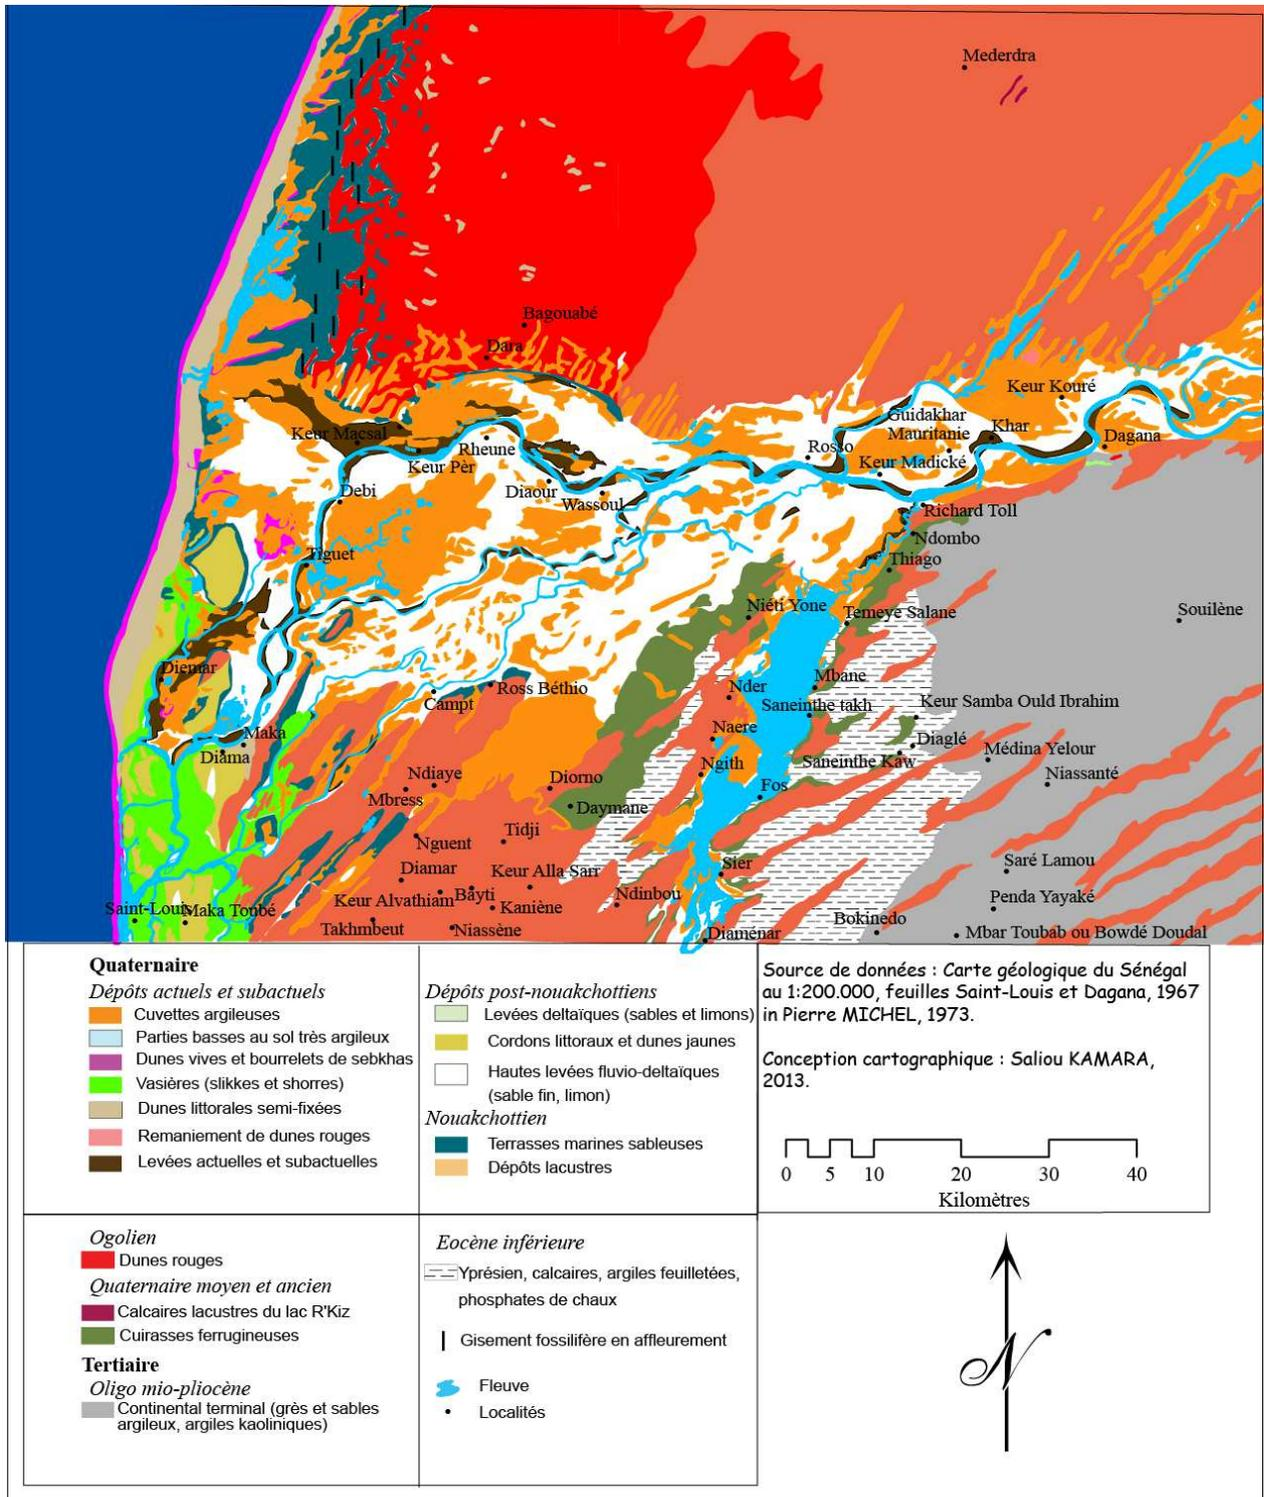 Mederdra
Bagouabé
Dara
Keur Kouré
Guidakhar
Mauritanie
Khar
Keur Macsal
Rheune
Rosso
Dagana
Keur Pèr
Keur Madické
Debi
Diaour
Wassoul
Richard Toll
Ndombo
Tiguet
Thiago
Niéti Yone
Temeye Salane
Souilène
Diemar
Mbane
Nder
Ross Béthio
Campt
Saneinthe takh
Keur Samba Ould Ibrahim
Naere
Maka
Diama
Diaglé
Médina Yelour
Saneinthe Kaw
Ngith
Ndiaye
Diorno
Niassanté
Mbress
Fos
Daymane
Nguent
Tidji
Diamar
Keur Alla Sarr
Sier
Saré Lamou
Keur Alvathiam
Bâyti
Ndinbou
Penda Yayaké
Saint-Louis
Maka Toubé
Kaniène
Bokinedo
Takhmbeut
Niassène
Diaménar
Mbar Toubab ou Bowdé Doudal
Quaternaire
Dépôts actuels et subactuels
Cuvettes argileuses
Parties basses au sol très argileux
Dunes vives et bourrelets de sebkhas
Vasières (slikkes et shorres)
Dunes littorales semi-fixées
Remaniement de dunes rouges
Levées actuelles et subactuelles
Dépôts post-nouakchottiens
Levées deltaïques (sables et limons)
Cordons littoraux et dunes jaunes
Hautes levées fluvio-deltaïques
(sable fin, limon)
Nouakchottien
Terrasses marines sableuses
Dépôts lacustres
Source de données : Carte géologique du Sénégal
au 1:200.000, feuilles Saint-Louis et Dagana, 1967
in Pierre MICHEL, 1973.
Conception cartographique : Saliou KAMARA,
2013.
0 5 10 20 30 40
Kilomètres
Ogolien
Dunes rouges
Quaternaire moyen et ancien
Calcaires lacustres du lac R'Kiz
Cuirasses ferrugineuses
Tertiaire
Oligo mio-pliocène
Continental terminal (grès et sables
argileux, argiles kaoliniques)
Eocène inférieure
Yprésien, calcaires, argiles feuilletées,
phosphates de chaux
Gisement fossilifère en affleurement
Fleuve
Localités
N